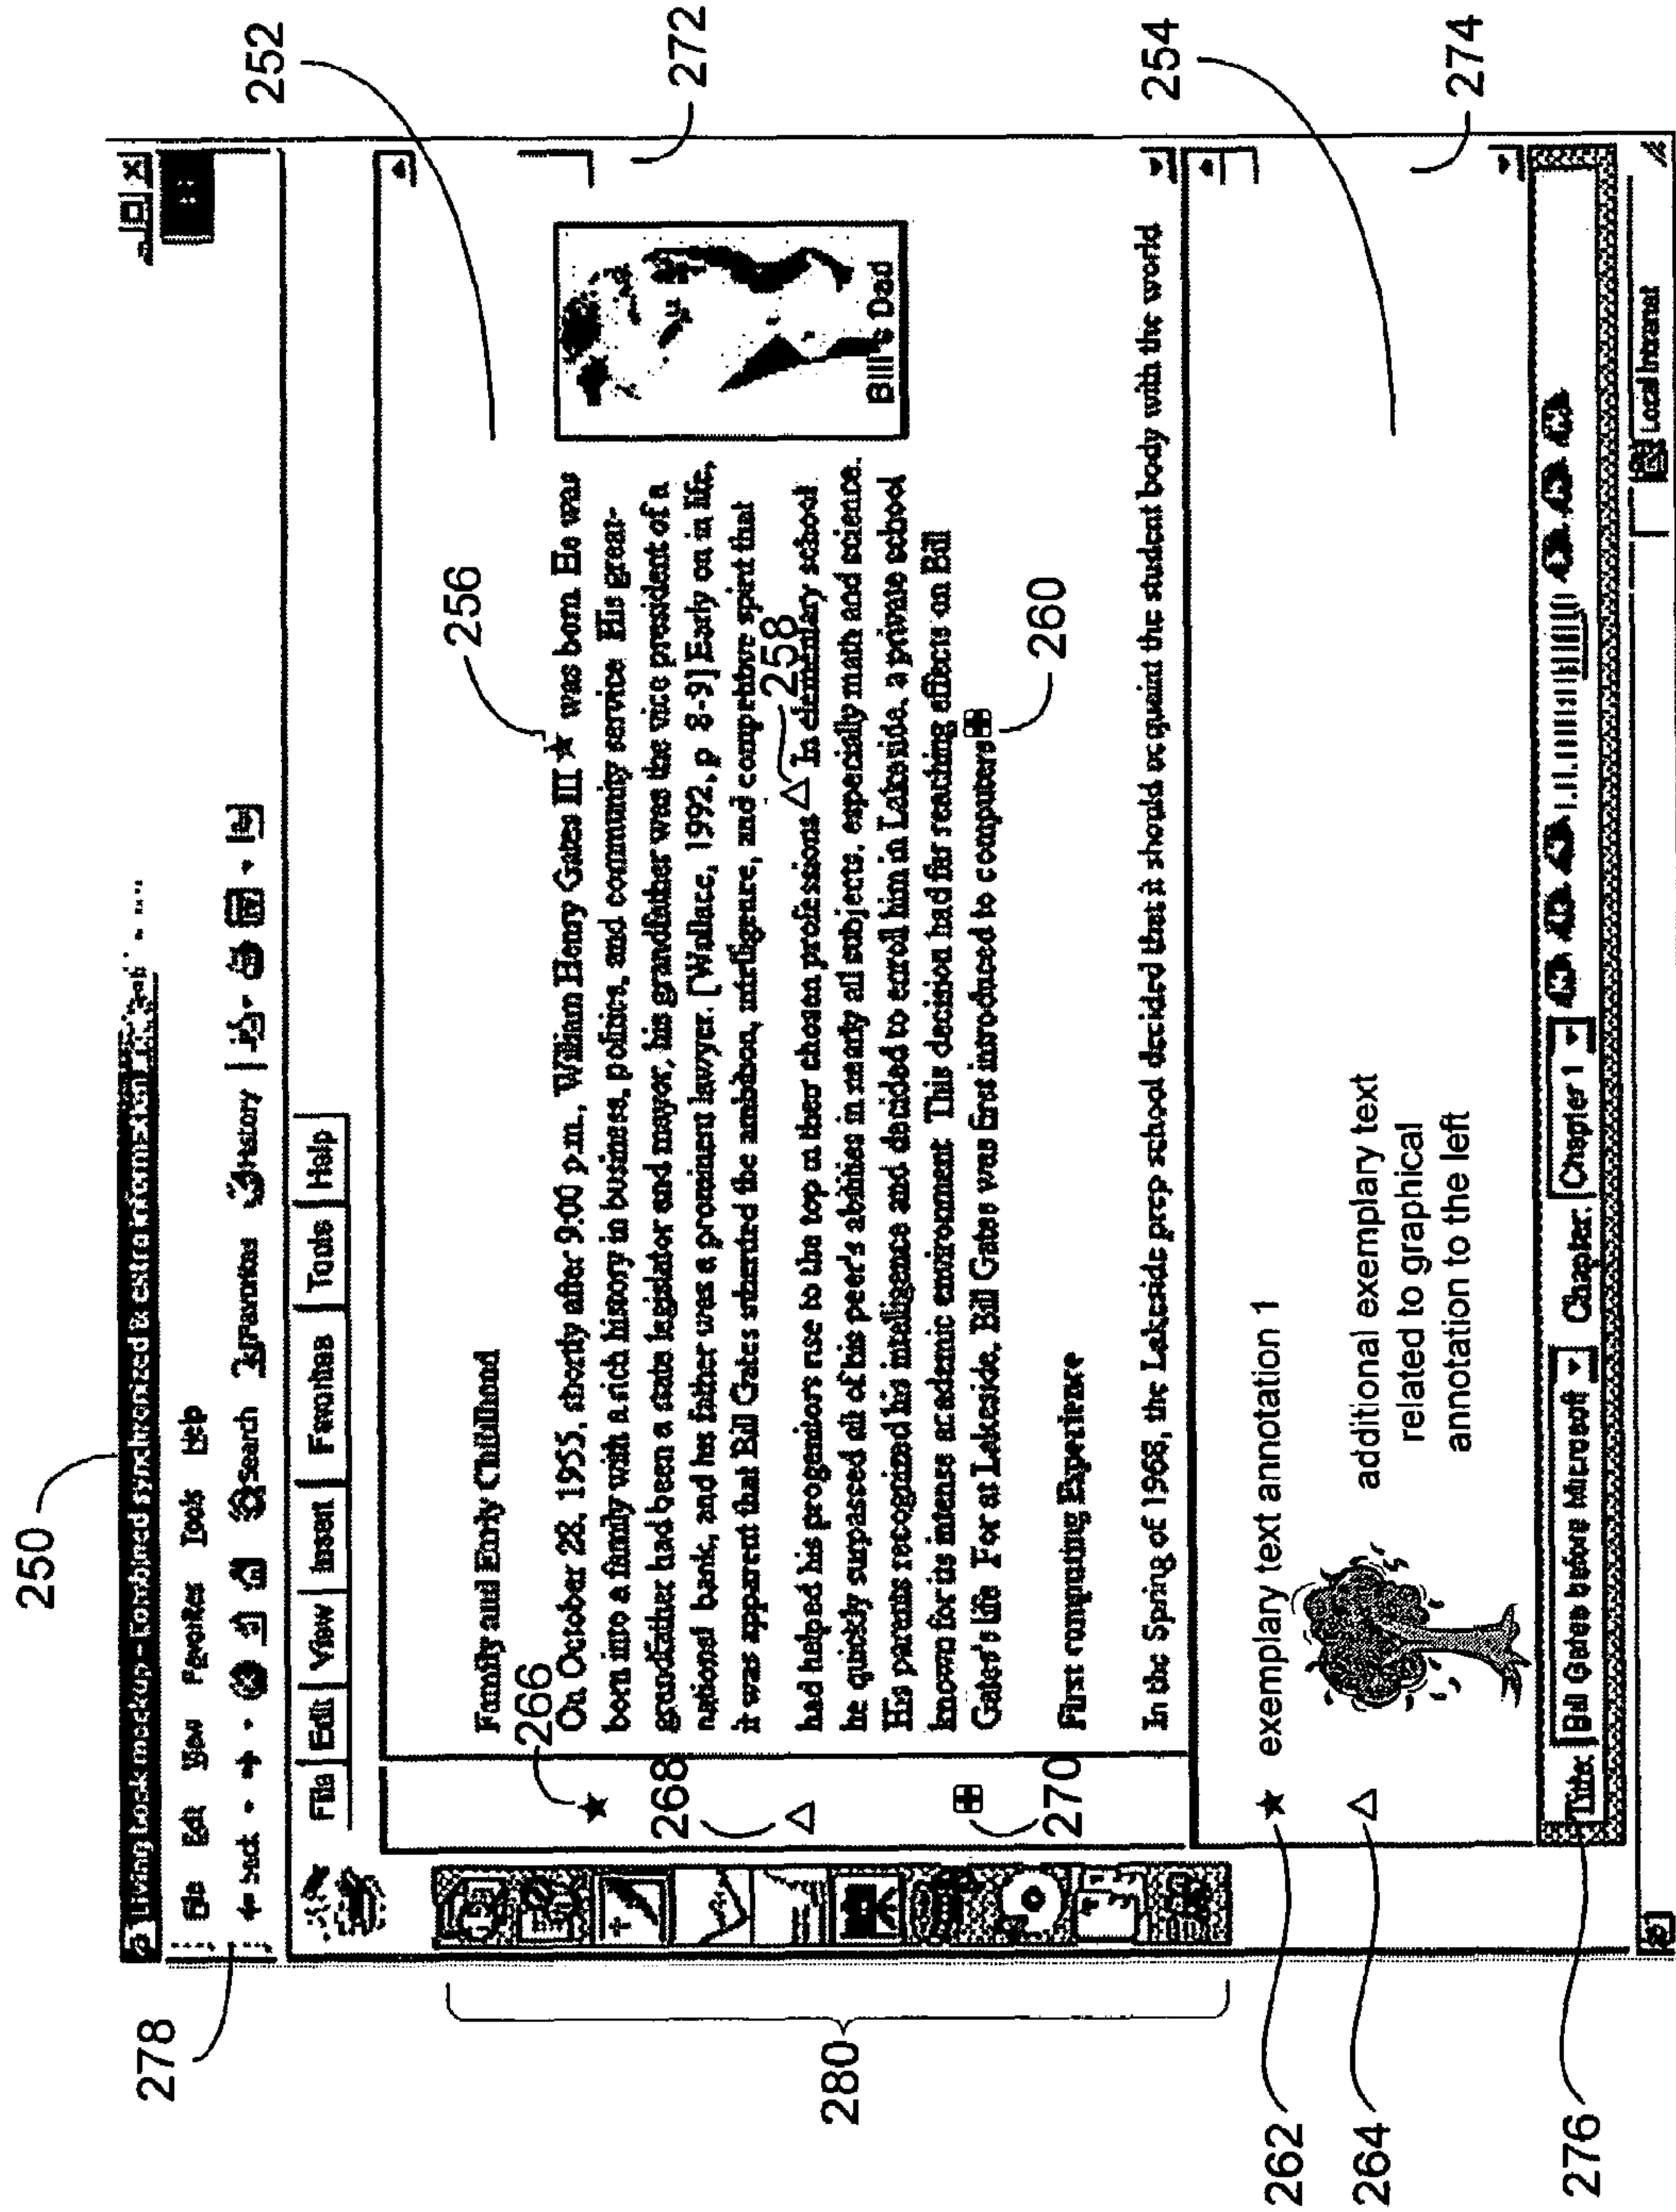 250
Living Lock mockup - Combined synchronized
File Edit View Favorites Tools Help
278
Back Search Favorites History
File Edit View Insert Favorites Tools Help
252
Family and Early Childhood
256
266
On October 28, 1955, shortly after 9:00 p.m., William Henry Gates III ★ was born. He was
born into a family with a rich history in business, politics, and community service. His great-
grandfather had been a state legislator and mayor, his grandfather was the vice president of a
national bank, and his father was a prominent lawyer. [Wallace, 1992, p 8-9] Early on in life,
it was apparent that Bill Gates inherited the ambition, intelligence, and competitive spirit that
258
268
had helped his progenitors rise to the top in their chosen professions △ In elementary school
he quickly surpassed all of his peer's abilities in nearly all subjects, especially math and science.
His parents recognized his intelligence and decided to enroll him in Lakeside, a private school
known for its intense academic environment This decision had far reaching effects on Bill
Gates's life For at Lakeside, Bill Gates was first introduced to computers
Bill's Dad
272
260
270
280
First computing Experience
In the Spring of 1968, the Lakeside prep school decided that it should acquaint the student body with the world
254
262
★ exemplary text annotation 1
264
△ additional exemplary text
related to graphical
annotation to the left
274
276
Title: Bill Gates before Microsoft Chapter: Chapter 1
Local intranet